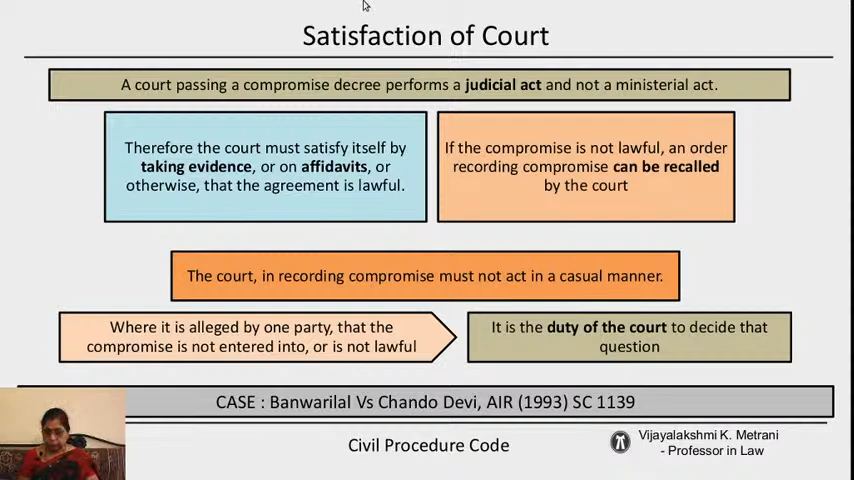 Satisfaction of Court
A court passing a compromise decree performs a judicial act and not a ministerial act.
Therefore the court must satisfy itself by
taking evidence, or on affidavits, or
otherwise, that the agreement is lawful.
If the compromise is not lawful, an order
recording compromise can be recalled
by the court
The court, in recording compromise must not act in a casual manner.
Where it is alleged by one party, that the
compromise is not entered into, or is not lawful
It is the duty of the court to decide that
question
CASE : Banwarilal Vs Chando Devi, AIR (1993) SC 1139
Civil Procedure Code
Vijayalakshmi K. Metrani
- Professor in Law